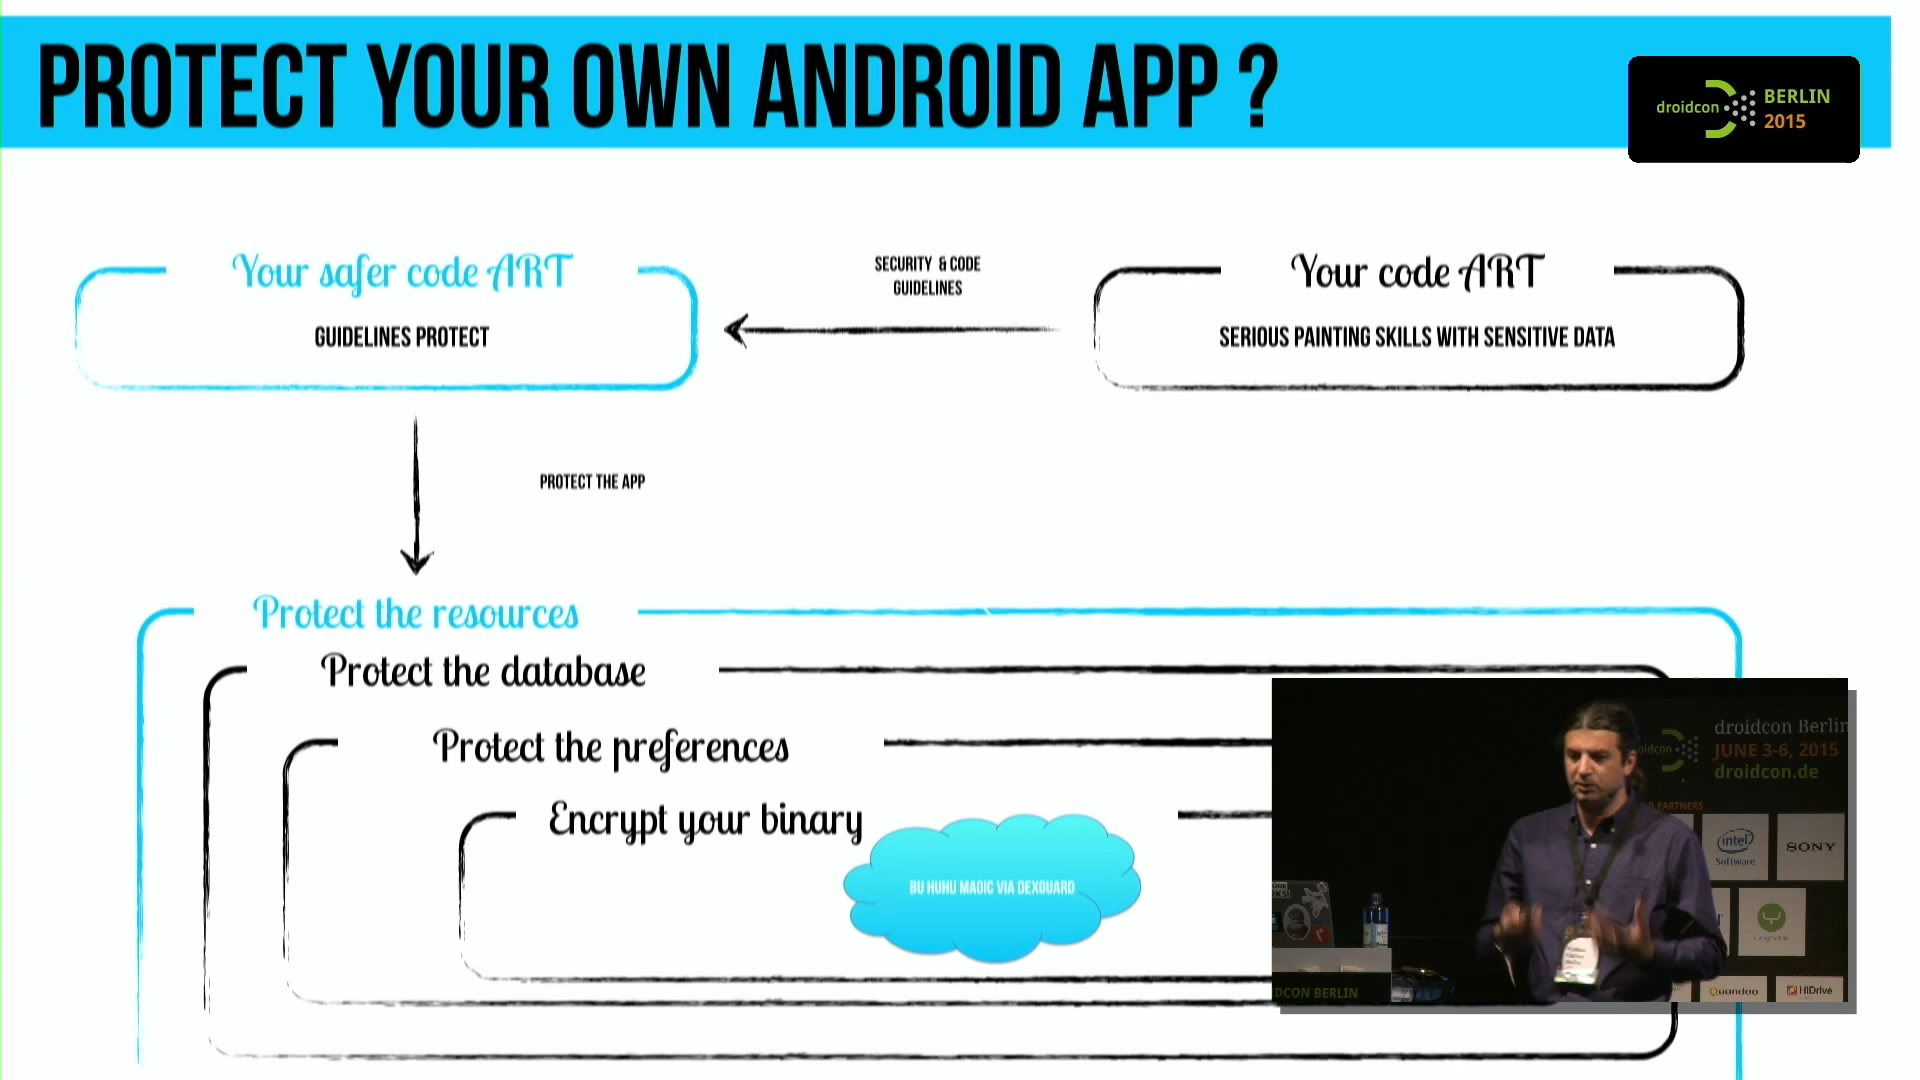 PROTECT YOUR OWN ANDROID APP ?
droidcon
BERLIN
2015
Your safer code ART
GUIDELINES PROTECT
SECURITY & CODE
GUIDELINES
Your code ART
SERIOUS PAINTING SKILLS WITH SENSITIVE DATA
PROTECT THE APP
Protect the resources
Protect the database
Protect the preferences
Encrypt your binary
BU HUHU MAGIC VIA DEXGUARD
droidcon Berlin
JUNE 3-6, 2015
droidcon.de
PARTNERS
intel
Software
SONY
Quandoo
HiDrive
DCON BERLIN